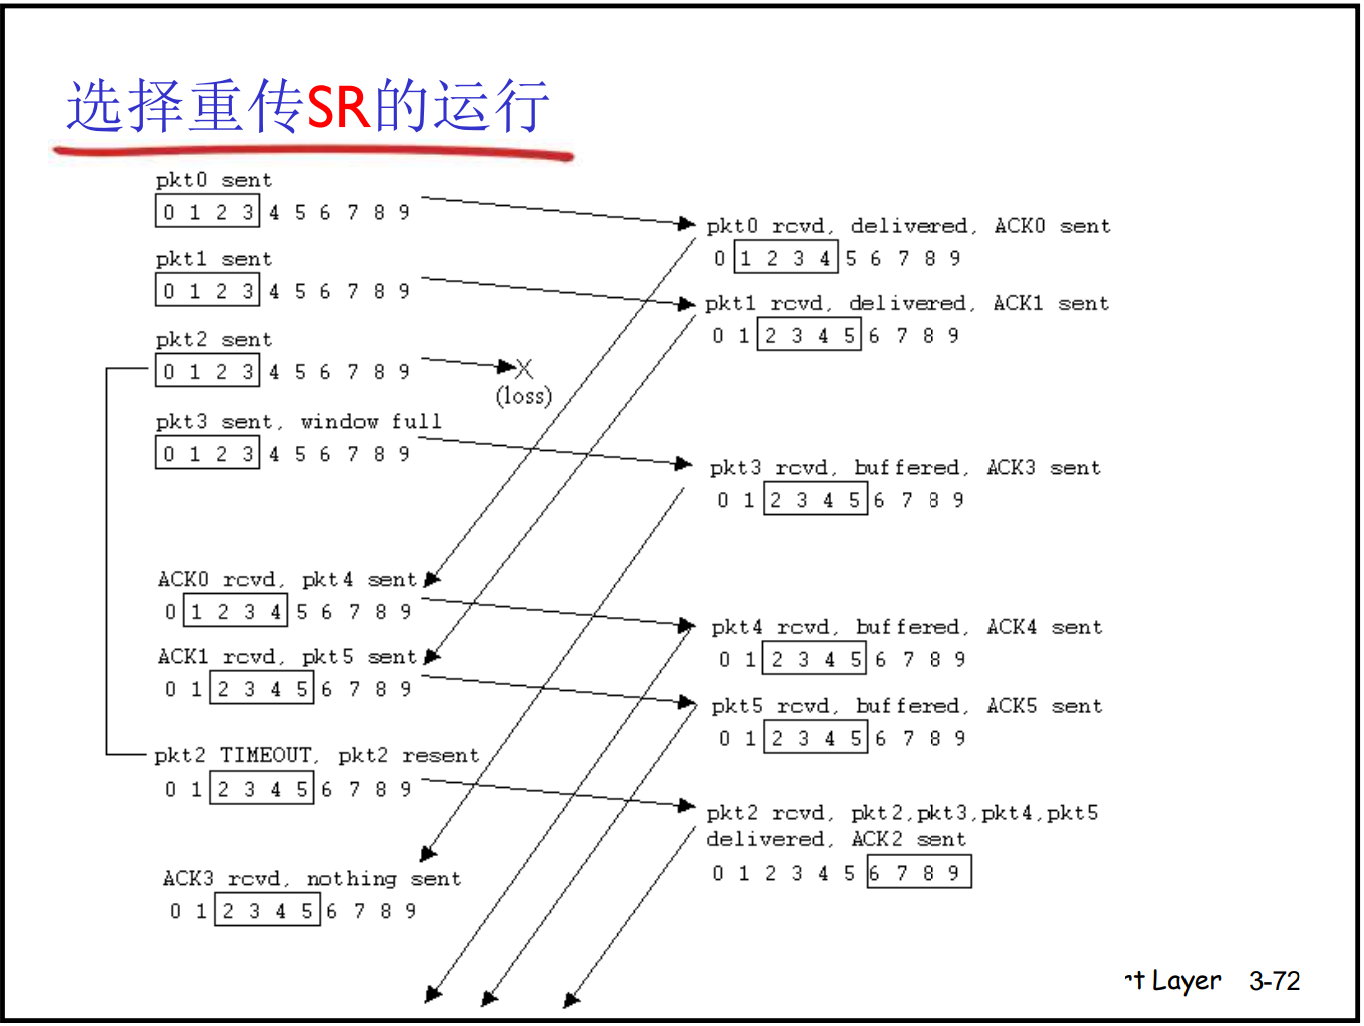 选择重传SR的运行
pkt0 sent
0 1 2 3 4 5 6 7 8 9
pkt0 rcvd, delivered, ACK0 sent
0 1 2 3 4 5 6 7 8 9
pkt1 sent
0 1 2 3 4 5 6 7 8 9
pkt1 rcvd, delivered, ACK1 sent
0 1 2 3 4 5 6 7 8 9
pkt2 sent
0 1 2 3 4 5 6 7 8 9
X
(loss)
pkt3 sent, window full
0 1 2 3 4 5 6 7 8 9
pkt3 rcvd, buffered, ACK3 sent
0 1 2 3 4 5 6 7 8 9
ACK0 rcvd, pkt4 sent
0 1 2 3 4 5 6 7 8 9
pkt4 rcvd, buffered, ACK4 sent
0 1 2 3 4 5 6 7 8 9
ACK1 rcvd, pkt5 sent
0 1 2 3 4 5 6 7 8 9
pkt5 rcvd, buffered, ACK5 sent
0 1 2 3 4 5 6 7 8 9
pkt2 TIMEOUT, pkt2 resent
0 1 2 3 4 5 6 7 8 9
pkt2 rcvd, pkt2,pkt3,pkt4,pkt5
delivered, ACK2 sent
0 1 2 3 4 5 6 7 8 9
ACK3 rcvd, nothing sent
0 1 2 3 4 5 6 7 8 9
Layer 3-72